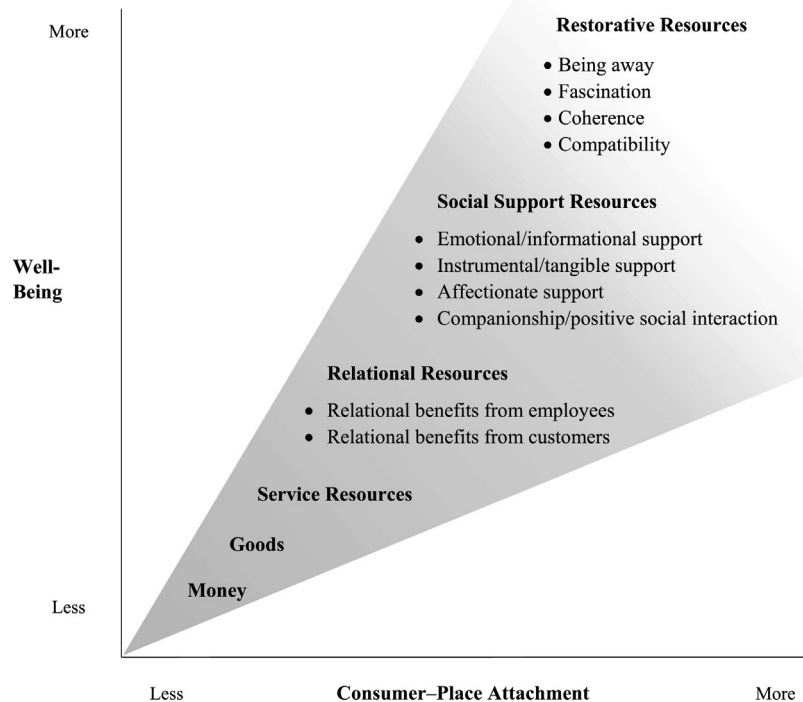 More
Restorative Resources
• Being away
• Fascination
• Coherence
• Compatibility
Social Support Resources
• Emotional/informational support
• Instrumental/tangible support
• Affectionate support
• Companionship/positive social interaction
Well-
Being
Relational Resources
• Relational benefits from employees
• Relational benefits from customers
Service Resources
Goods
Money
Less
Less
Consumer–Place Attachment
More